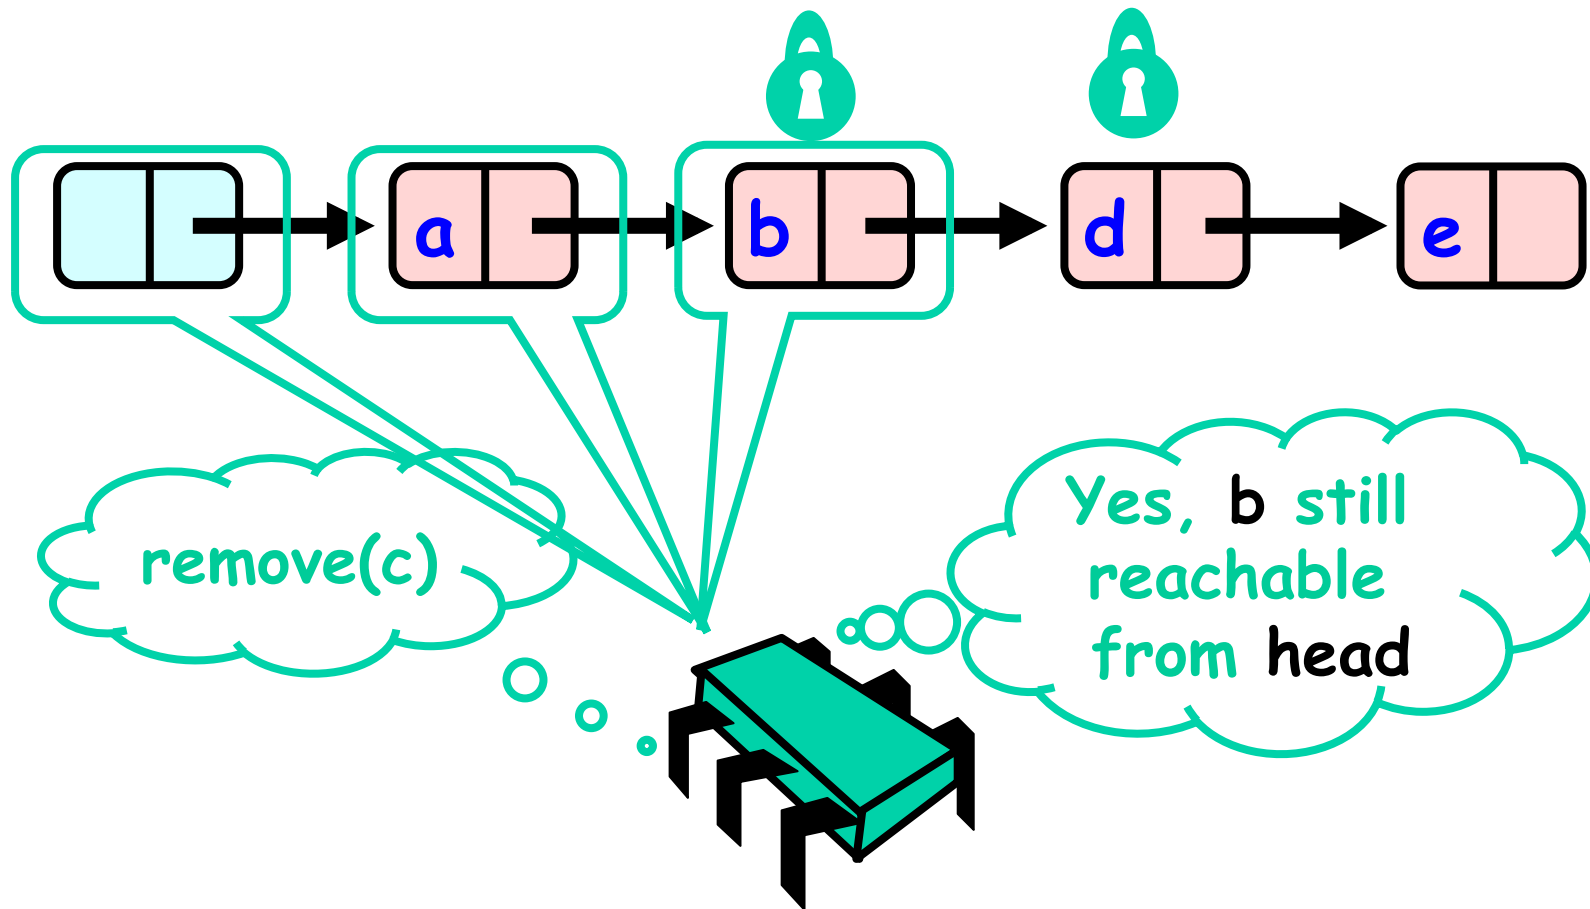 a b d e
remove(c)
Yes, b still
reachable
from head